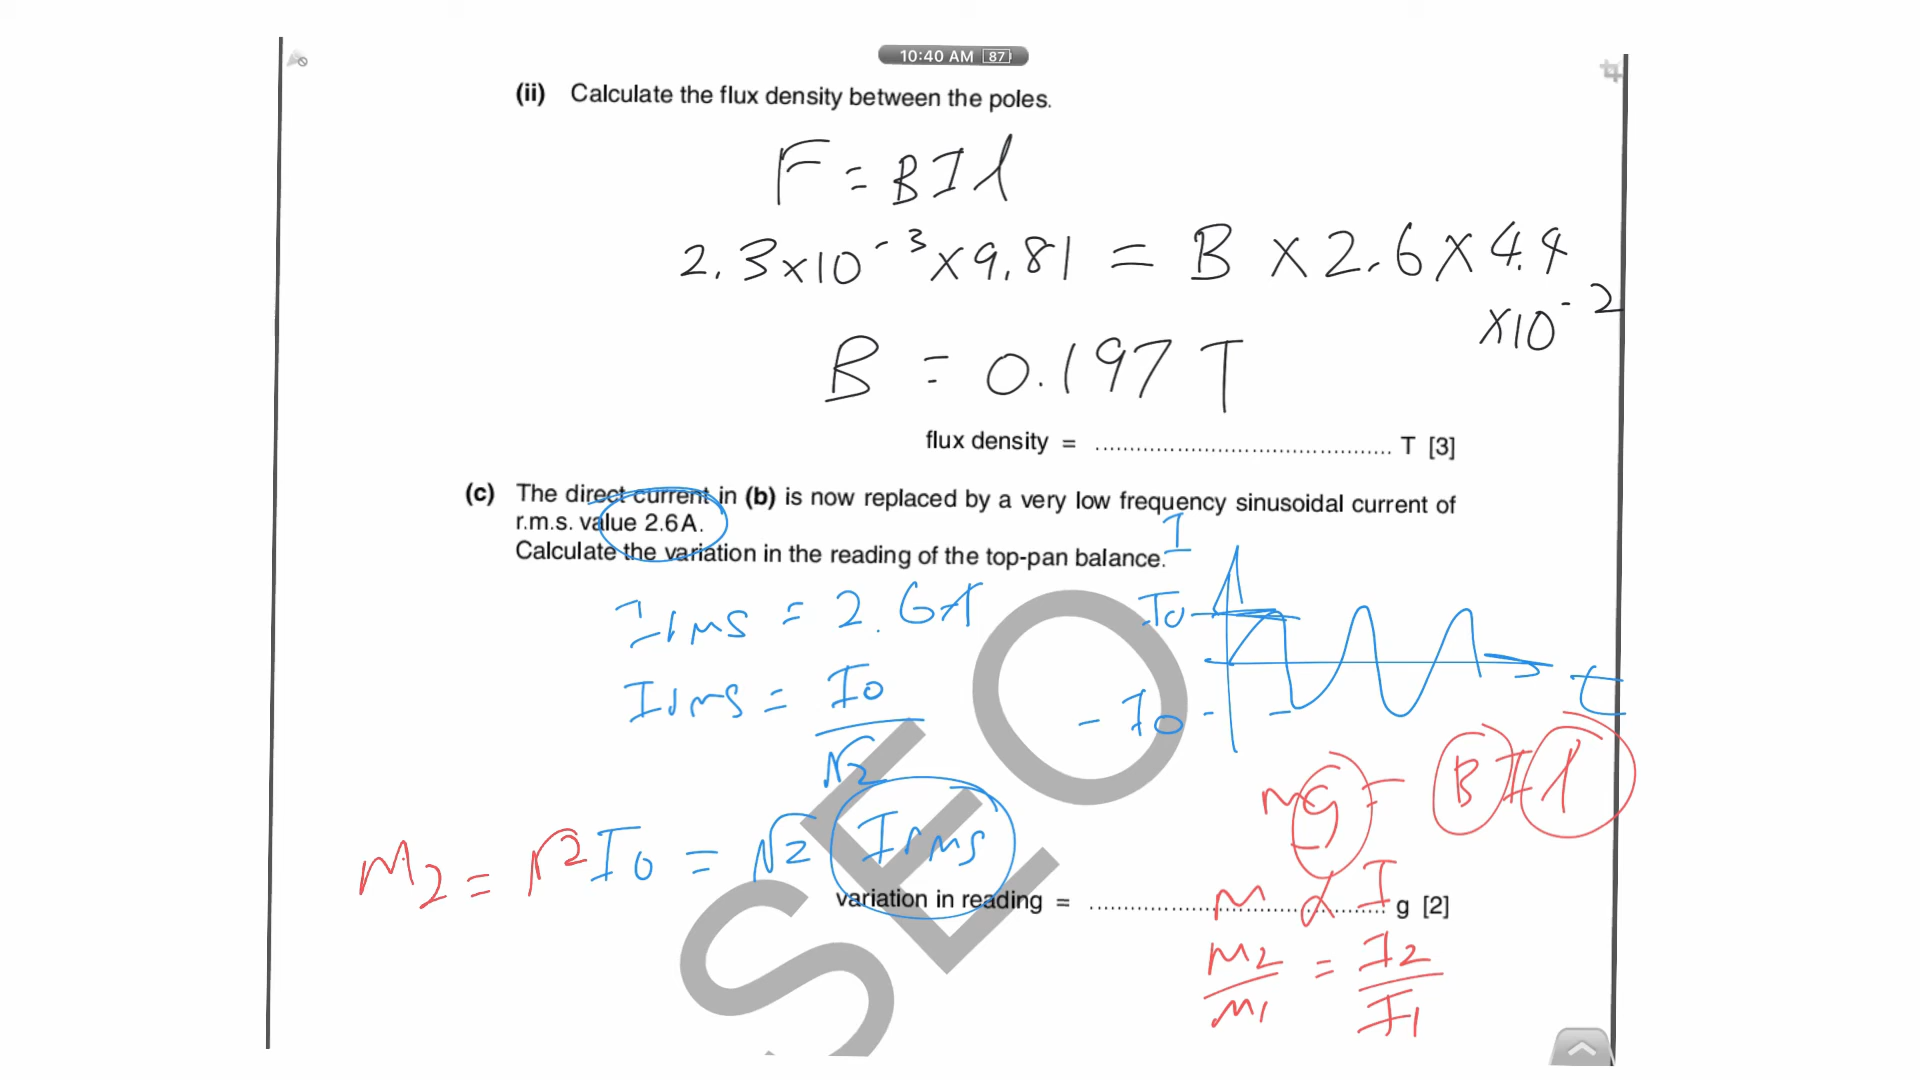 10:40 AM 87
(ii) Calculate the flux density between the poles.
F = BIl
2.3×10⁻³×9.81 = B × 2.6 × 4.4
×10⁻²
B = 0.197 T
flux density = ............................................ T [3]
(c) The direct current in (b) is now replaced by a very low frequency sinusoidal current of
r.m.s. value 2.6A.
Calculate the variation in the reading of the top-pan balance.
I
Irms = 2.6A
I0
Irms = I0
√2
-I0
t
mg = BIl
M2 = √2 I0 = √2 Irms
m α I
variation in reading = ............................................ g [2]
M2 = I2
M1 I1
SEO